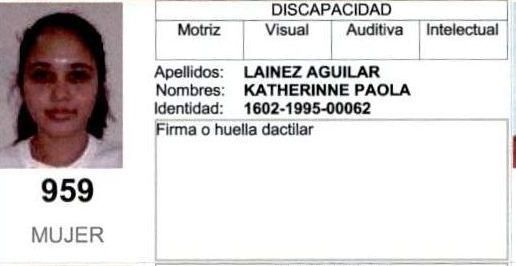 DISCAPACIDAD
Motriz Visual Auditiva Intelectual
Apellidos: LAINEZ AGUILAR
Nombres: KATHERINNE PAOLA
Identidad: 1602-1995-00062
Firma o huella dactilar
959
MUJER